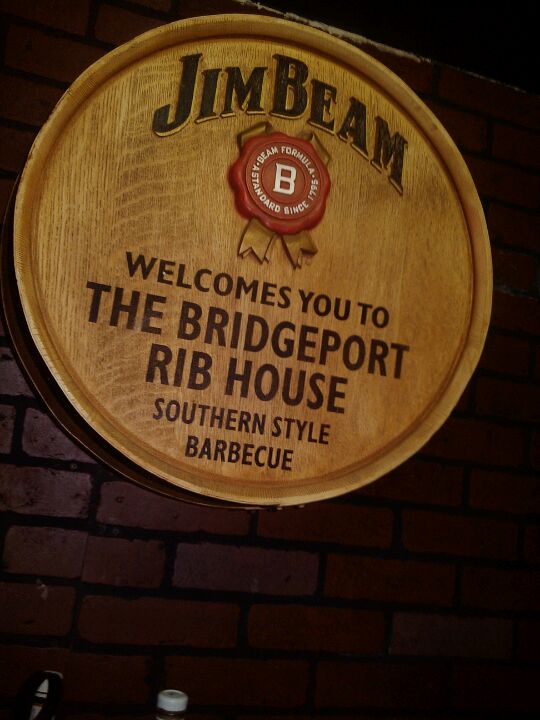 JIM BEAM
BEAM FORMULA
B
A STANDARD SINCE 1795
WELCOMES YOU TO
THE BRIDGEPORT
RIB HOUSE
SOUTHERN STYLE
BARBECUE